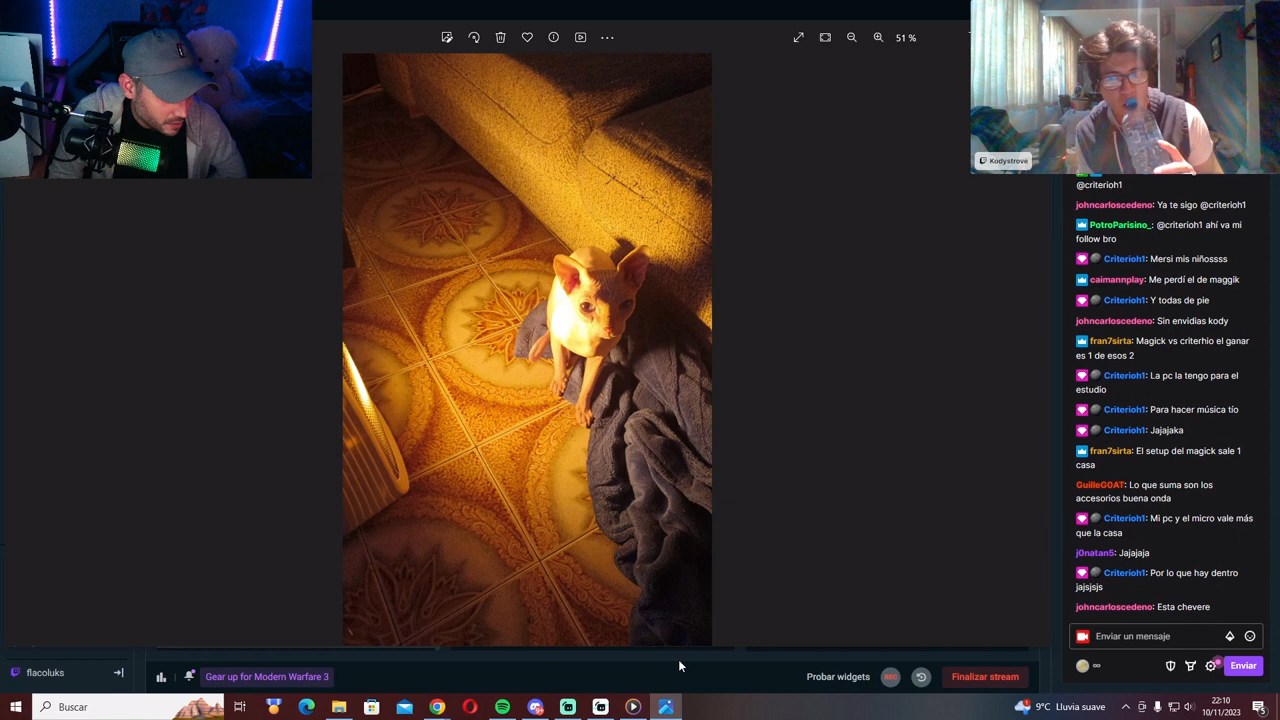 51 %
Kodystrove
@criterioh1
johncarloscedeno: Ya te sigo @criterioh1
PotroParisino_: @criterioh1 ahí va mi
follow bro
Criterioh1: Mersi mis niñossss
caimannplay: Me perdí el de maggik
Criterioh1: Y todas de pie
johncarloscedeno: Sin envidias kody
fran7sirta: Magick vs criterhio el ganar
es 1 de esos 2
Criterioh1: La pc la tengo para el
estudio
Criterioh1: Para hacer música tío
Criterioh1: Jajajaka
fran7sirta: El setup del magick sale 1
casa
GuilleG0AT: Lo que suma son los
accesorios buena onda
Criterioh1: Mi pc y el micro vale más
que la casa
j0natan5: Jajajaja
Criterioh1: Por lo que hay dentro
jajsjsjs
johncarloscedeno: Esta chevere
Enviar un mensaje
∞
Enviar
flacoluks
Gear up for Modern Warfare 3
Probar widgets
REC
Finalizar stream
Buscar
9°C Lluvia suave
22:10
10/11/2023
5